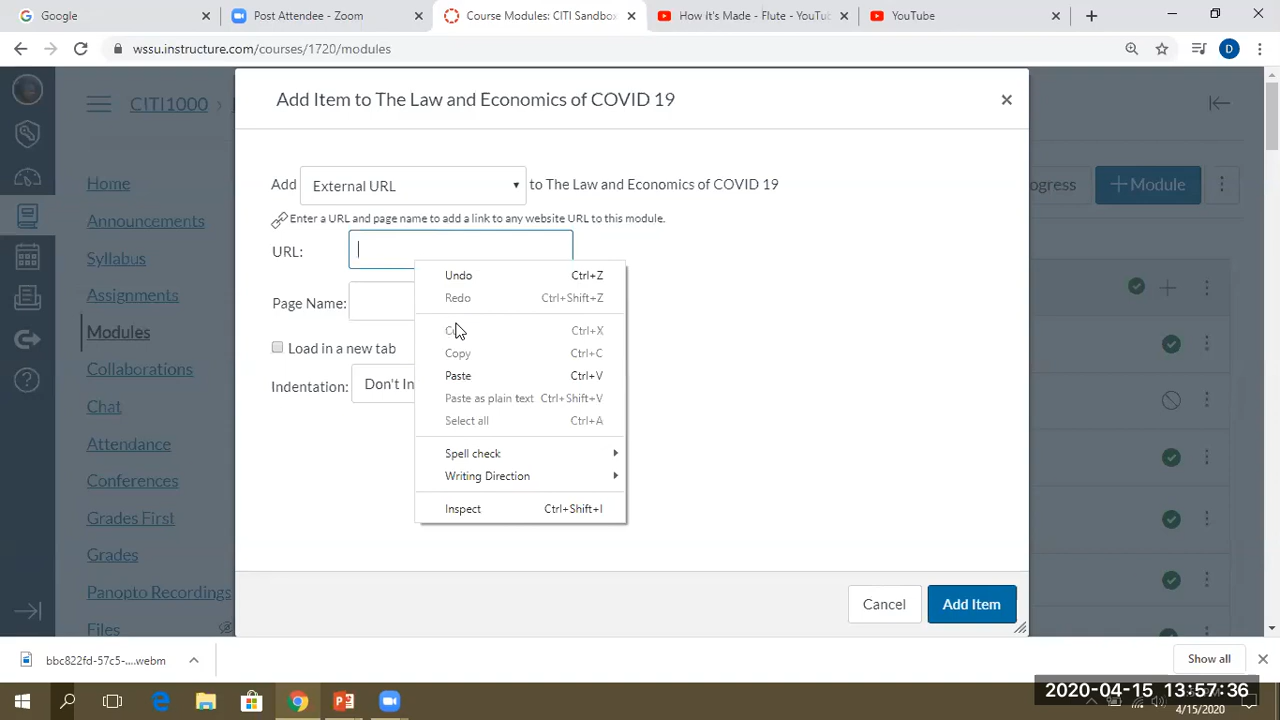 Google × Post Attendee - Zoom × Course Modules: CITI Sandbox × How It's Made - Flute - YouTu × YouTube × +
wssu.instructure.com/courses/1720/modules D
CITI1000 ›
Add Item to The Law and Economics of COVID 19 ×
Home
Announcements
Syllabus
Assignments
Modules
Collaborations
Chat
Attendance
Conferences
Grades First
Grades
Panopto Recordings
Files
Add External URL to The Law and Economics of COVID 19
Enter a URL and page name to add a link to any website URL to this module.
URL:
Page Name:
Load in a new tab
Indentation: Don't In
Undo Ctrl+Z
Redo Ctrl+Shift+Z
Ctrl+X
Copy Ctrl+C
Paste Ctrl+V
Paste as plain text Ctrl+Shift+V
Select all Ctrl+A
Spell check
Writing Direction
Inspect Ctrl+Shift+I
ogress +Module
Cancel Add Item
bbc822fd-57c5-....webm Show all ×
2020-04-15 13:57:36
4/15/2020